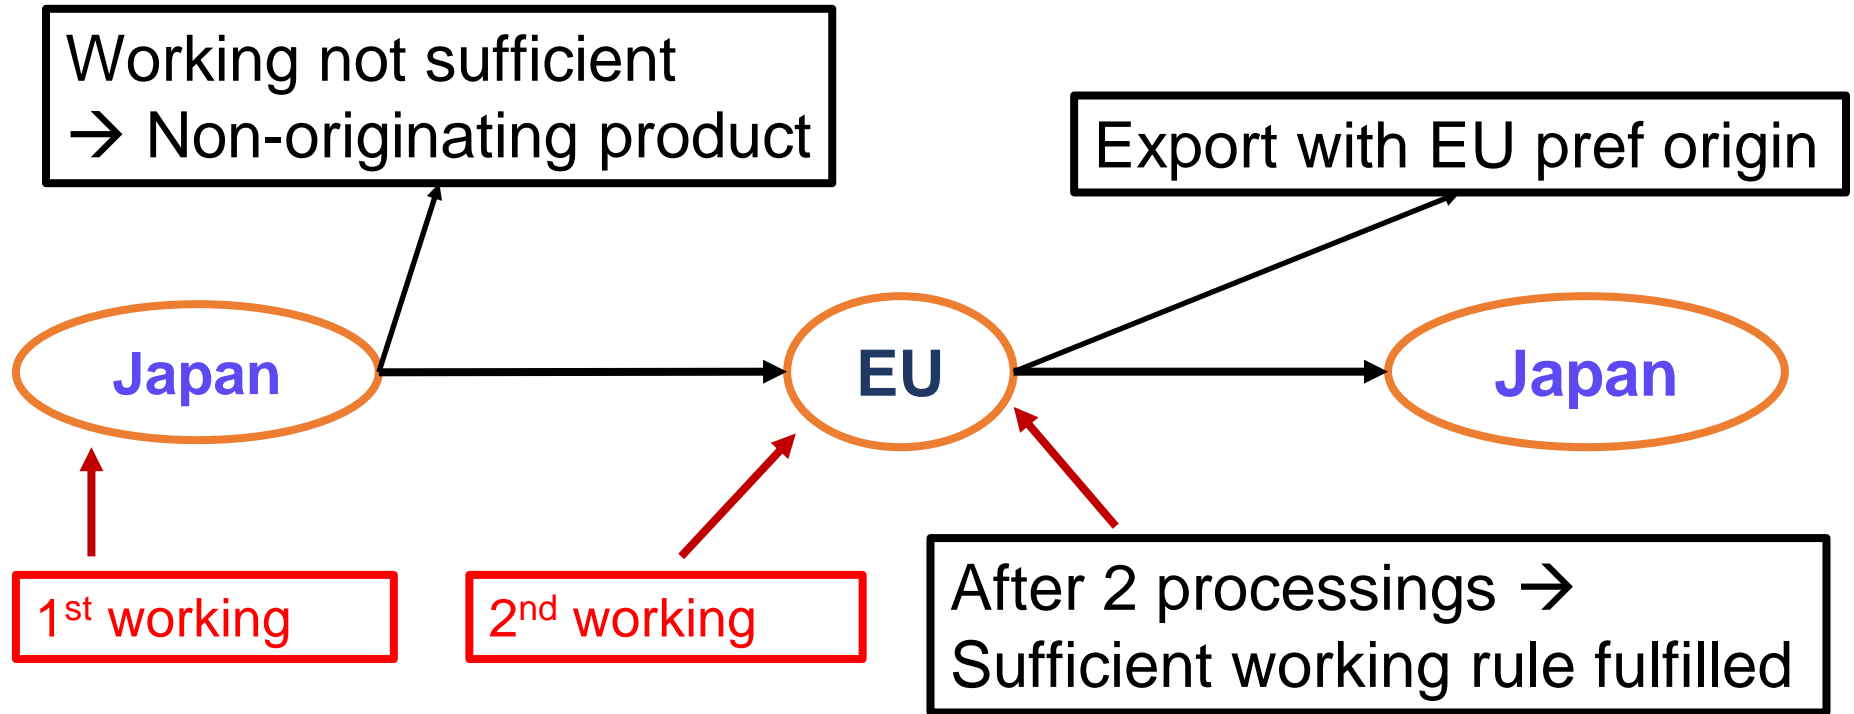 Working not sufficient
→ Non-originating product
Export with EU pref origin
Japan
EU
Japan
1st working
2nd working
After 2 processings →
Sufficient working rule fulfilled